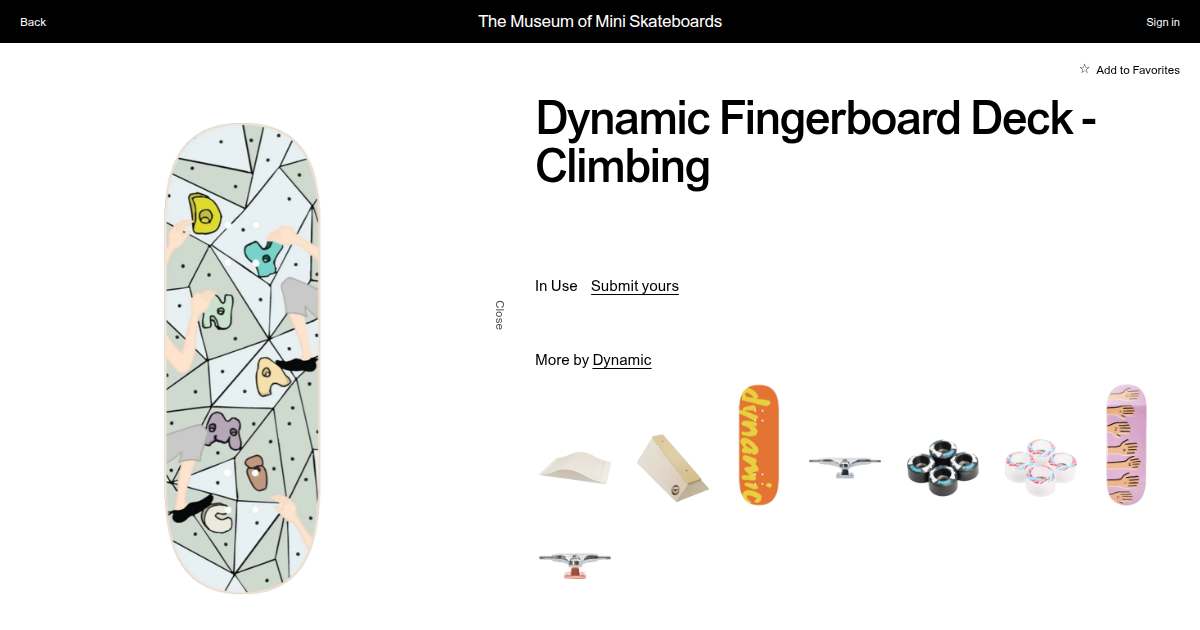 Back
The Museum of Mini Skateboards
Sign in
☆ Add to Favorites
Dynamic Fingerboard Deck -
Climbing
In Use Submit yours
Close
More by Dynamic
dynamic